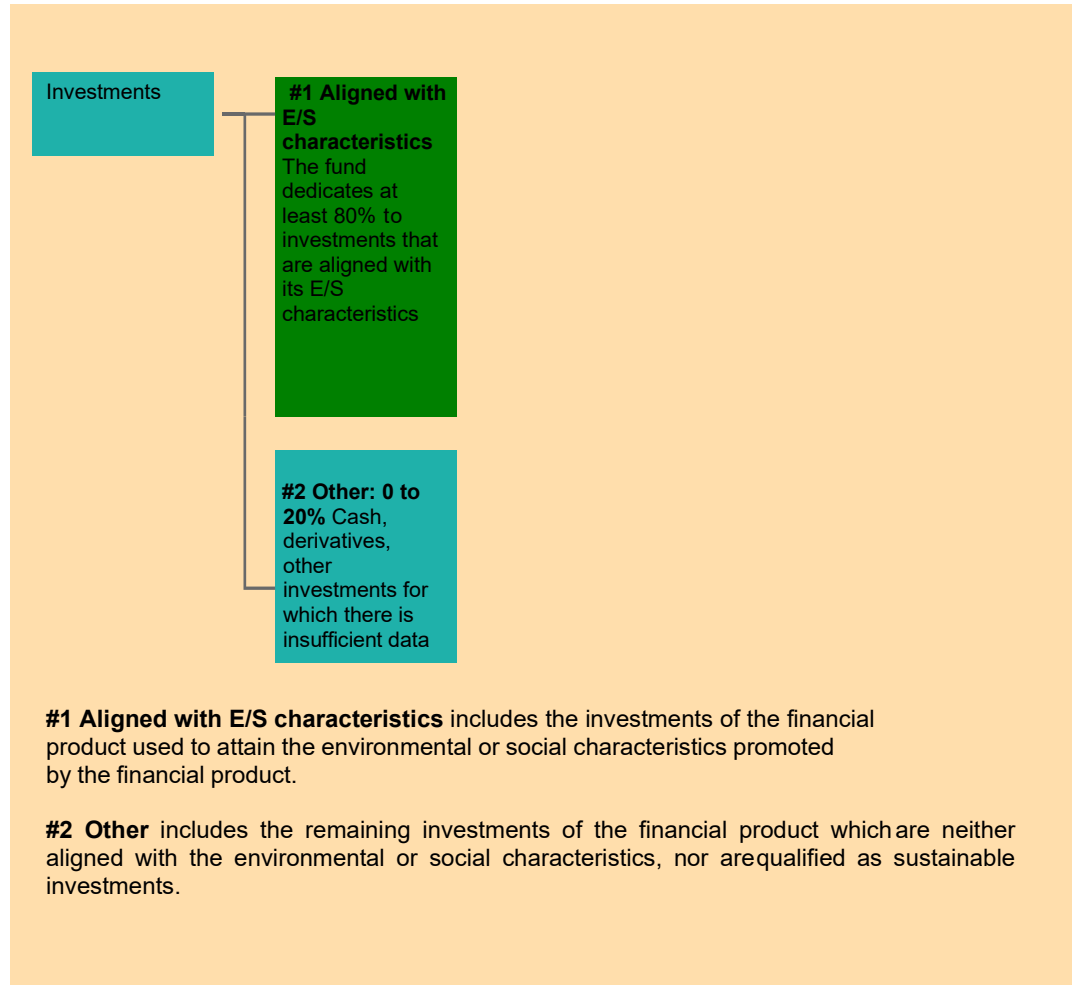 Investments
#1 Aligned with
E/S
characteristics
The fund
dedicates at
least 80% to
investments that
are aligned with
its E/S
characteristics
#2 Other: 0 to
20% Cash,
derivatives,
other
investments for
which there is
insufficient data
#1 Aligned with E/S characteristics includes the investments of the financial
product used to attain the environmental or social characteristics promoted
by the financial product.
#2 Other includes the remaining investments of the financial product which are neither
aligned with the environmental or social characteristics, nor arequalified as sustainable
investments.